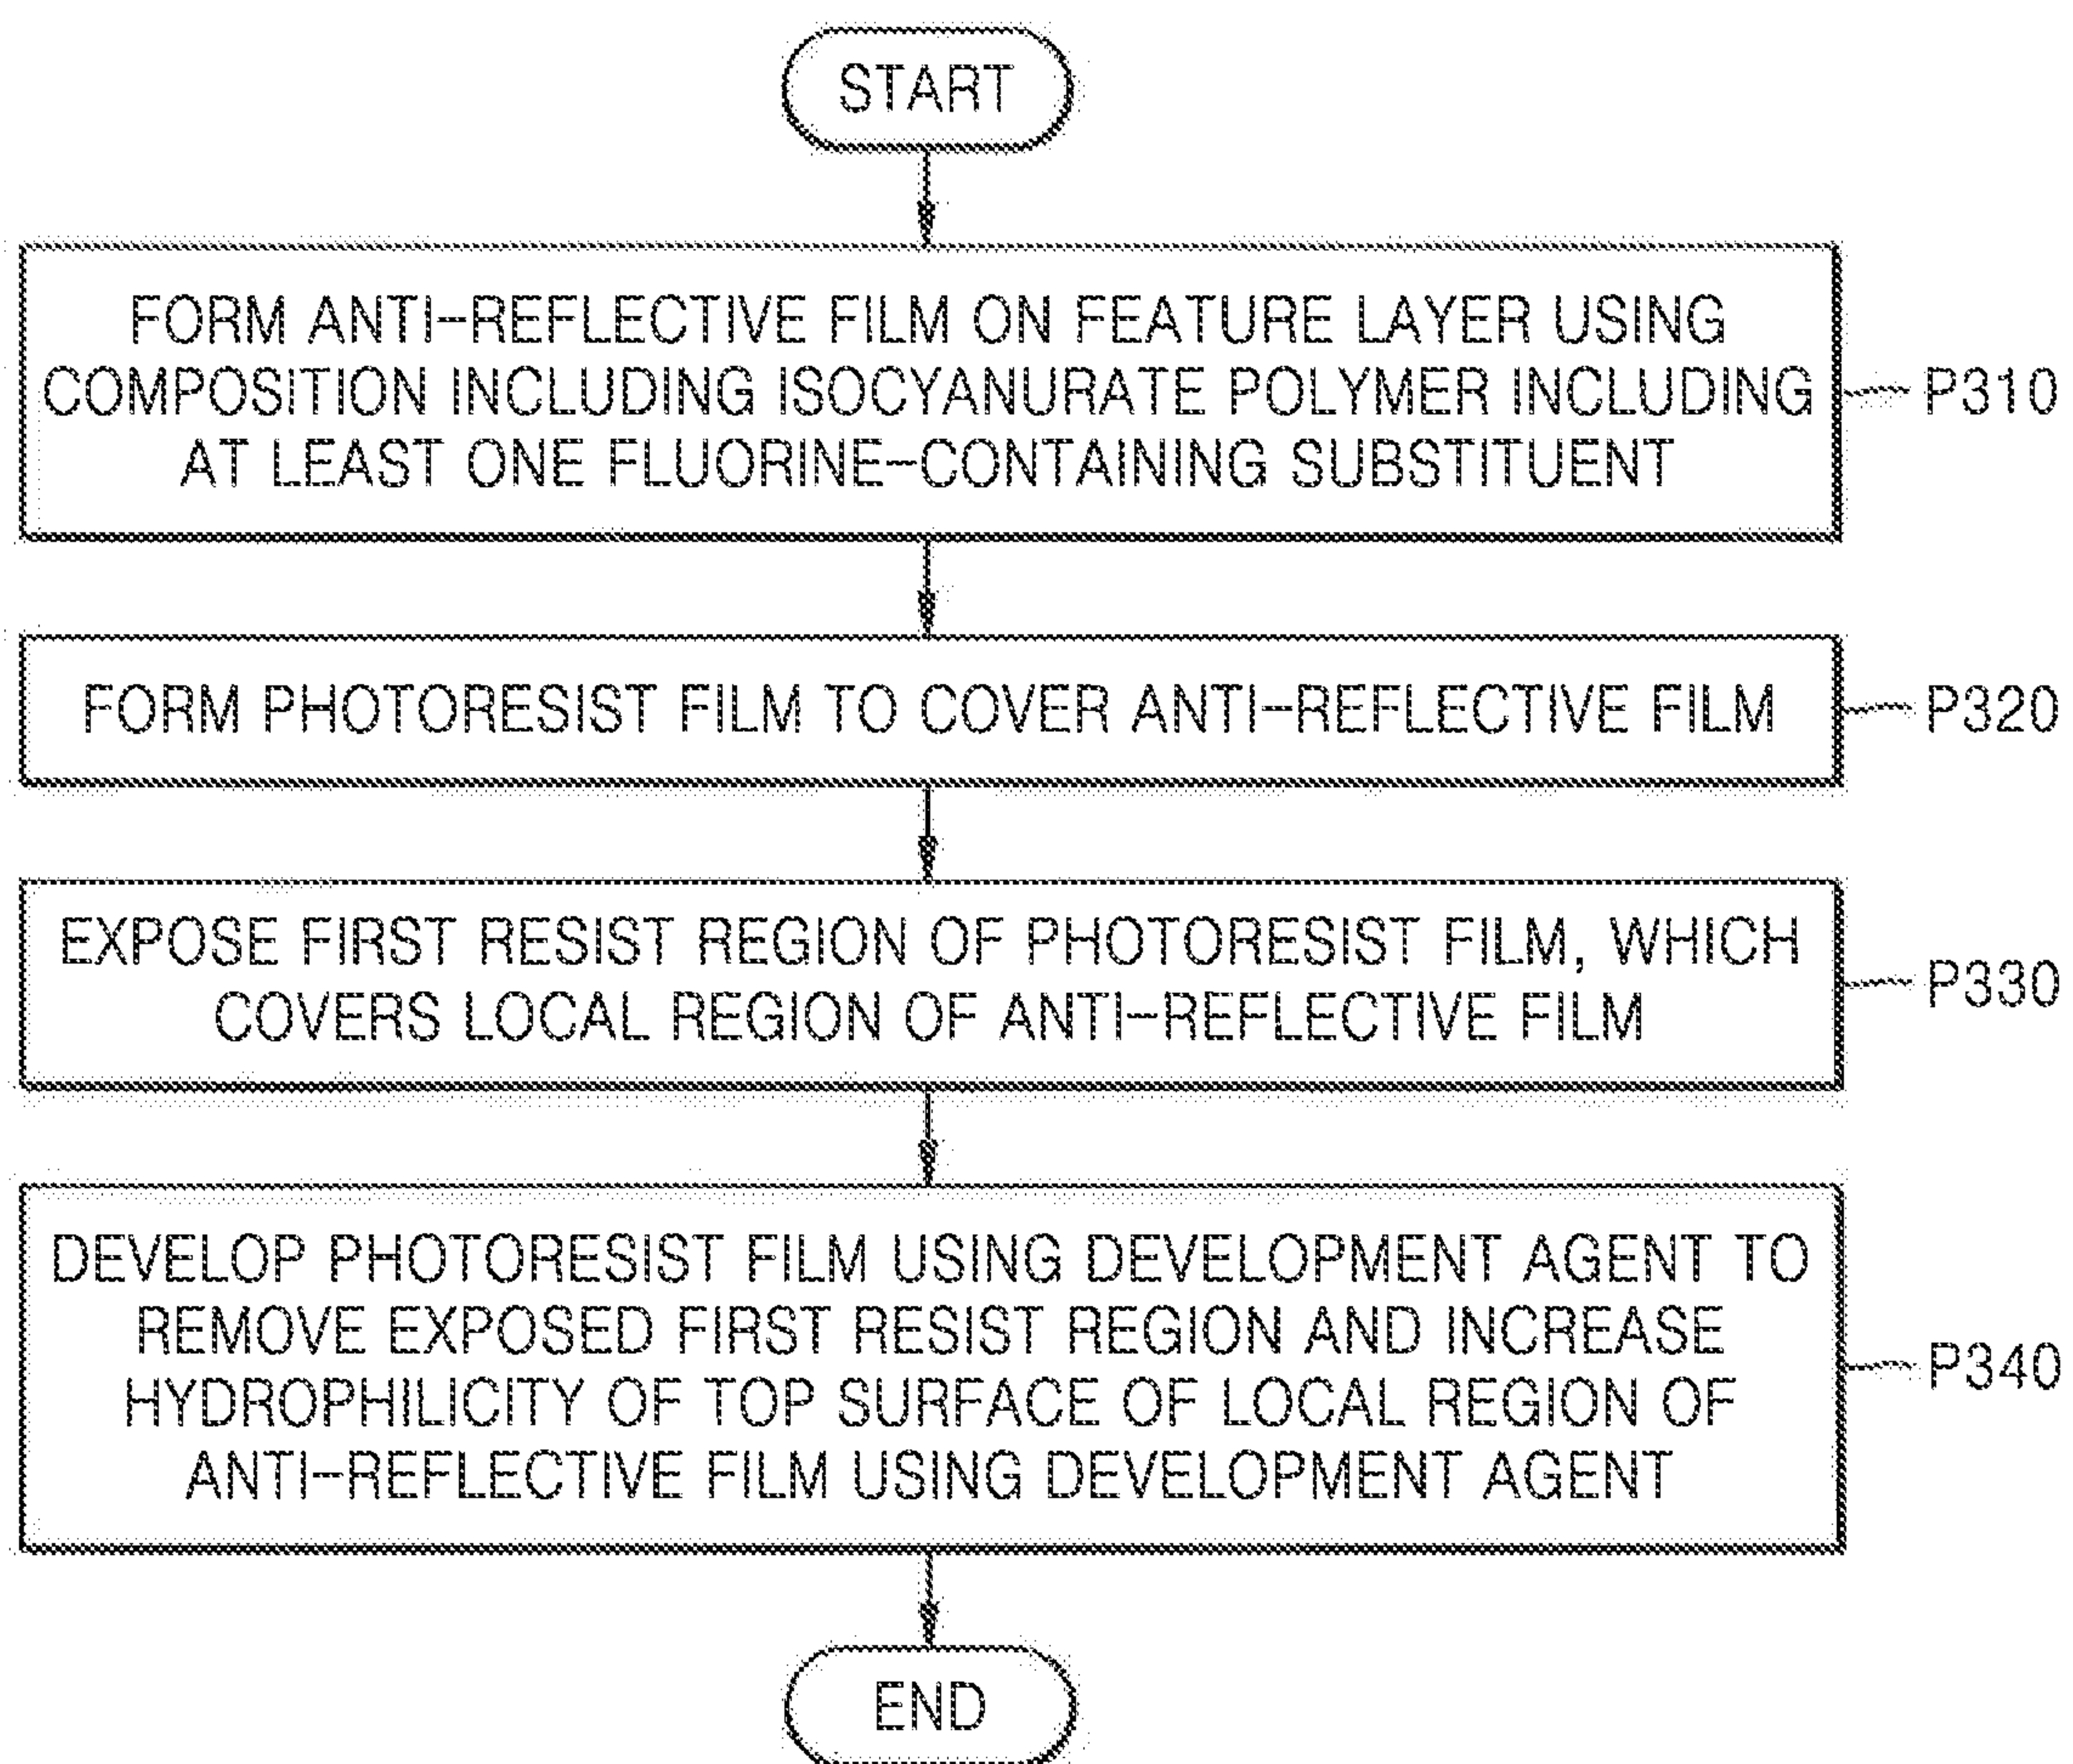 START
FORM ANTI-REFLECTIVE FILM ON FEATURE LAYER USING
COMPOSITION INCLUDING ISOCYANURATE POLYMER INCLUDING
AT LEAST ONE FLUORINE-CONTAINING SUBSTITUENT
P310
FORM PHOTORESIST FILM TO COVER ANTI-REFLECTIVE FILM
P320
EXPOSE FIRST RESIST REGION OF PHOTORESIST FILM, WHICH
COVERS LOCAL REGION OF ANTI-REFLECTIVE FILM
P330
DEVELOP PHOTORESIST FILM USING DEVELOPMENT AGENT TO
REMOVE EXPOSED FIRST RESIST REGION AND INCREASE
HYDROPHILICITY OF TOP SURFACE OF LOCAL REGION OF
ANTI-REFLECTIVE FILM USING DEVELOPMENT AGENT
P340
END